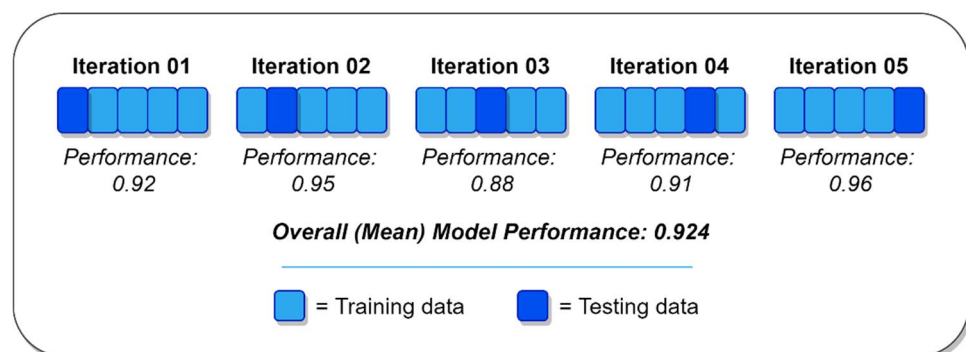 Iteration 01
Iteration 02
Iteration 03
Iteration 04
Iteration 05
Performance:
0.92
Performance:
0.95
Performance:
0.88
Performance:
0.91
Performance:
0.96
Overall (Mean) Model Performance: 0.924
= Training data
= Testing data